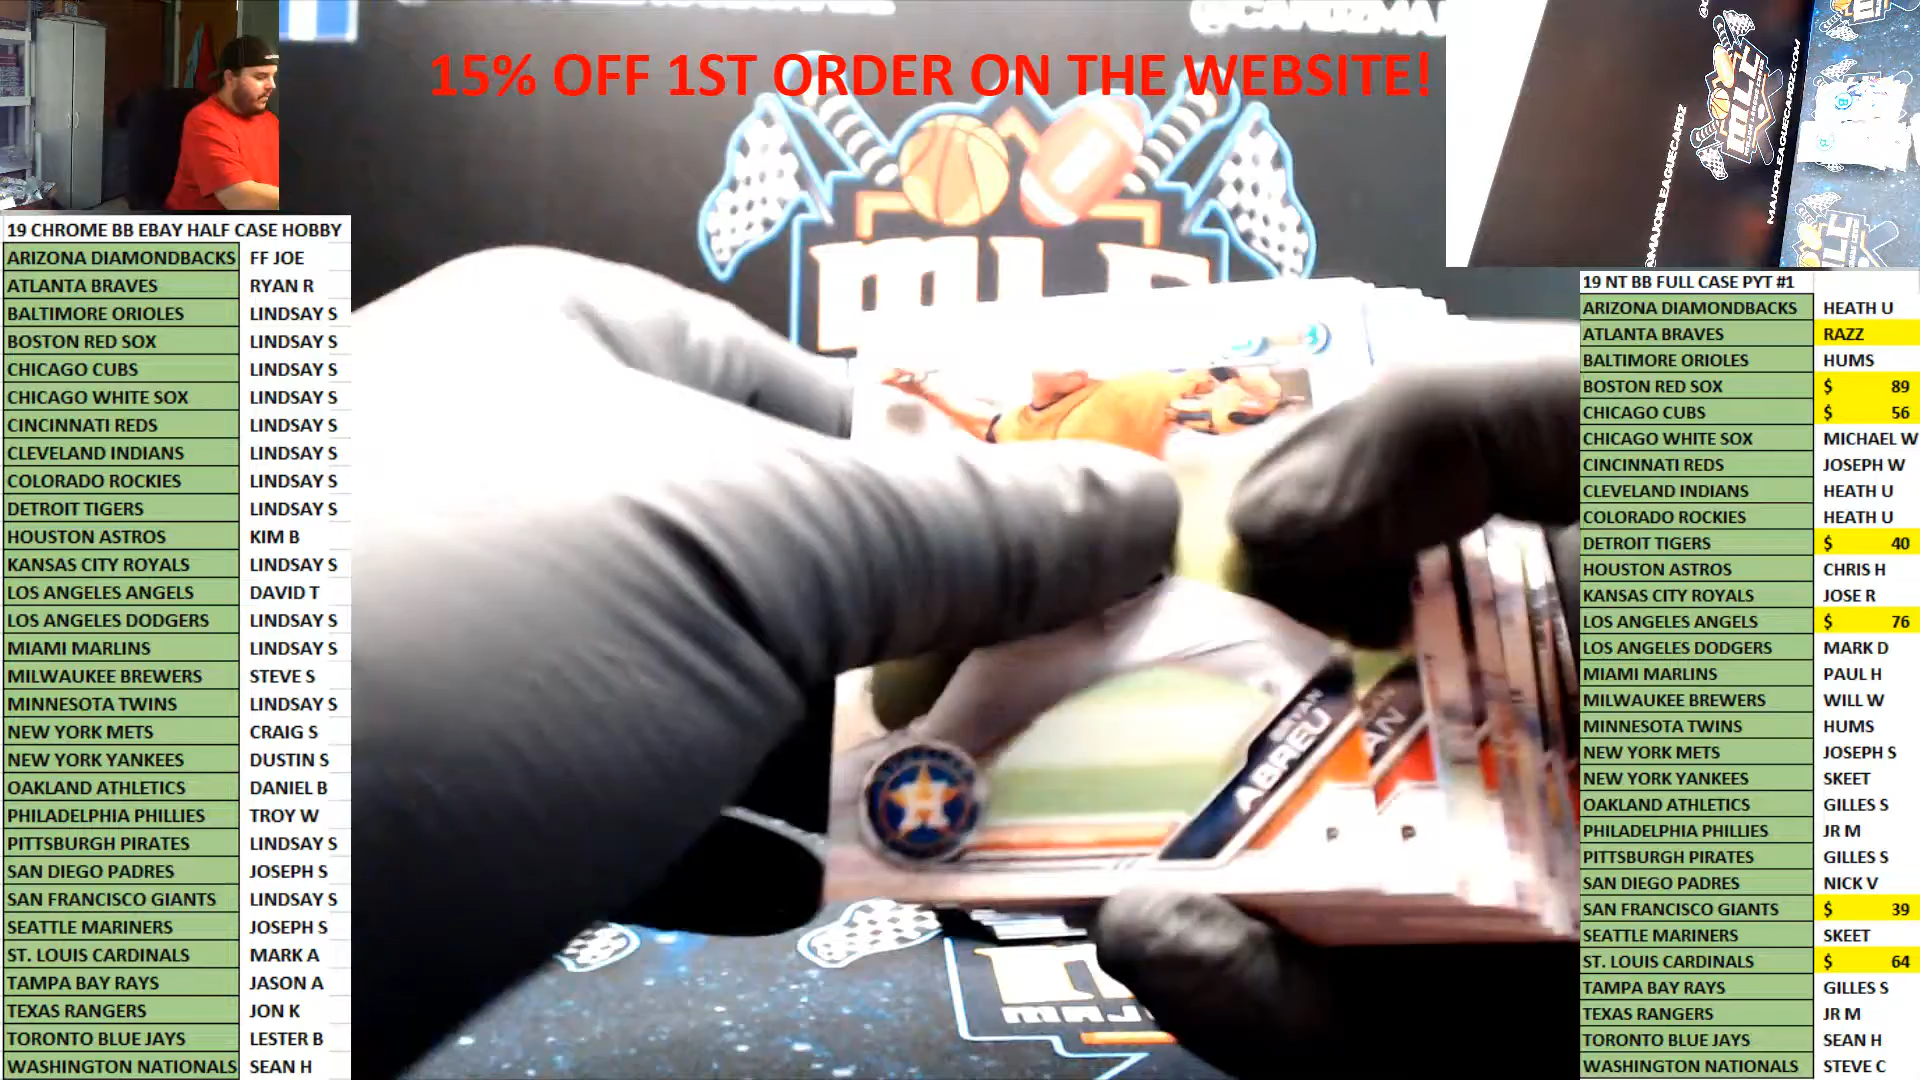 15% OFF 1ST ORDER ON THE WEBSITE!
19 CHROME BB EBAY HALF CASE HOBBY
ARIZONA DIAMONDBACKS FF JOE
ATLANTA BRAVES RYAN R
BALTIMORE ORIOLES LINDSAY S
BOSTON RED SOX LINDSAY S
CHICAGO CUBS LINDSAY S
CHICAGO WHITE SOX LINDSAY S
CINCINNATI REDS LINDSAY S
CLEVELAND INDIANS LINDSAY S
COLORADO ROCKIES LINDSAY S
DETROIT TIGERS LINDSAY S
HOUSTON ASTROS KIM B
KANSAS CITY ROYALS LINDSAY S
LOS ANGELES ANGELS DAVID T
LOS ANGELES DODGERS LINDSAY S
MIAMI MARLINS LINDSAY S
MILWAUKEE BREWERS STEVE S
MINNESOTA TWINS LINDSAY S
NEW YORK METS CRAIG S
NEW YORK YANKEES DUSTIN S
OAKLAND ATHLETICS DANIEL B
PHILADELPHIA PHILLIES TROY W
PITTSBURGH PIRATES LINDSAY S
SAN DIEGO PADRES JOSEPH S
SAN FRANCISCO GIANTS LINDSAY S
SEATTLE MARINERS JOSEPH S
ST. LOUIS CARDINALS MARK A
TAMPA BAY RAYS JASON A
TEXAS RANGERS JON K
TORONTO BLUE JAYS LESTER B
WASHINGTON NATIONALS SEAN H
MLC
ABREU
P
P
H
MLC
@MAJORLEAGUECARDZ
MAJORLEAGUECARDZ.COM
MLC
19 NT BB FULL CASE PYT #1
ARIZONA DIAMONDBACKS HEATH U
ATLANTA BRAVES RAZZ
BALTIMORE ORIOLES HUMS
BOSTON RED SOX $ 89
CHICAGO CUBS $ 56
CHICAGO WHITE SOX MICHAEL W
CINCINNATI REDS JOSEPH W
CLEVELAND INDIANS HEATH U
COLORADO ROCKIES HEATH U
DETROIT TIGERS $ 40
HOUSTON ASTROS CHRIS H
KANSAS CITY ROYALS JOSE R
LOS ANGELES ANGELS $ 76
LOS ANGELES DODGERS MARK D
MIAMI MARLINS PAUL H
MILWAUKEE BREWERS WILL W
MINNESOTA TWINS HUMS
NEW YORK METS JOSEPH S
NEW YORK YANKEES SKEET
OAKLAND ATHLETICS GILLES S
PHILADELPHIA PHILLIES JR M
PITTSBURGH PIRATES GILLES S
SAN DIEGO PADRES NICK V
SAN FRANCISCO GIANTS $ 39
SEATTLE MARINERS SKEET
ST. LOUIS CARDINALS $ 64
TAMPA BAY RAYS GILLES S
TEXAS RANGERS JR M
TORONTO BLUE JAYS SEAN H
WASHINGTON NATIONALS STEVE C